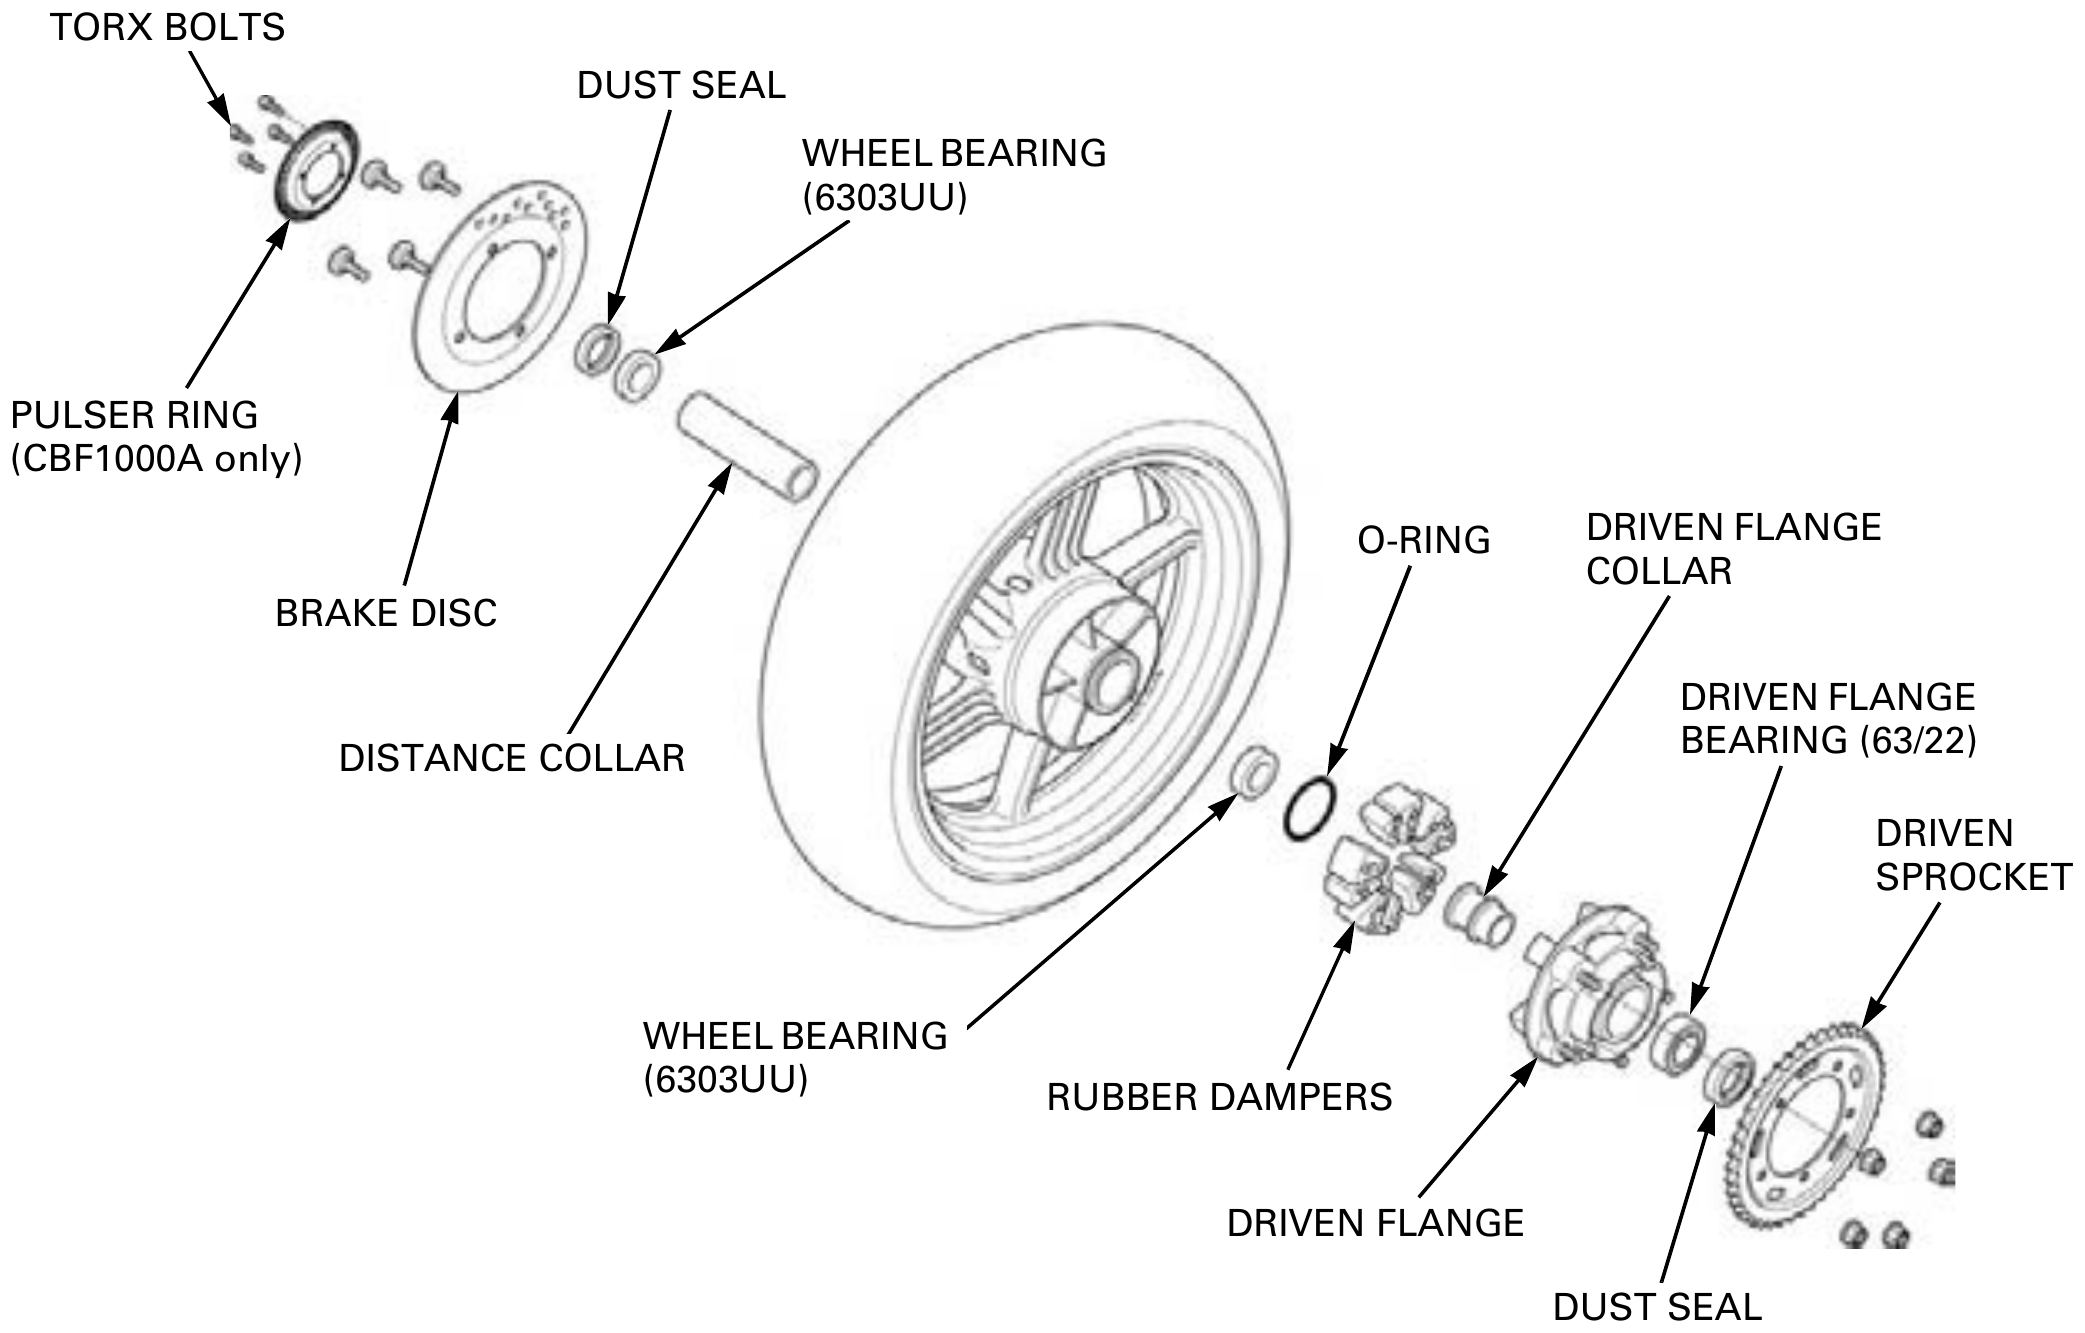 TORX BOLTS
DUST SEAL
WHEEL BEARING
(6303UU)
PULSER RING
(CBF1000A only)
BRAKE DISC
DISTANCE COLLAR
O-RING
DRIVEN FLANGE
COLLAR
DRIVEN FLANGE
BEARING (63/22)
DRIVEN
SPROCKET
WHEEL BEARING
(6303UU)
RUBBER DAMPERS
DRIVEN FLANGE
DUST SEAL